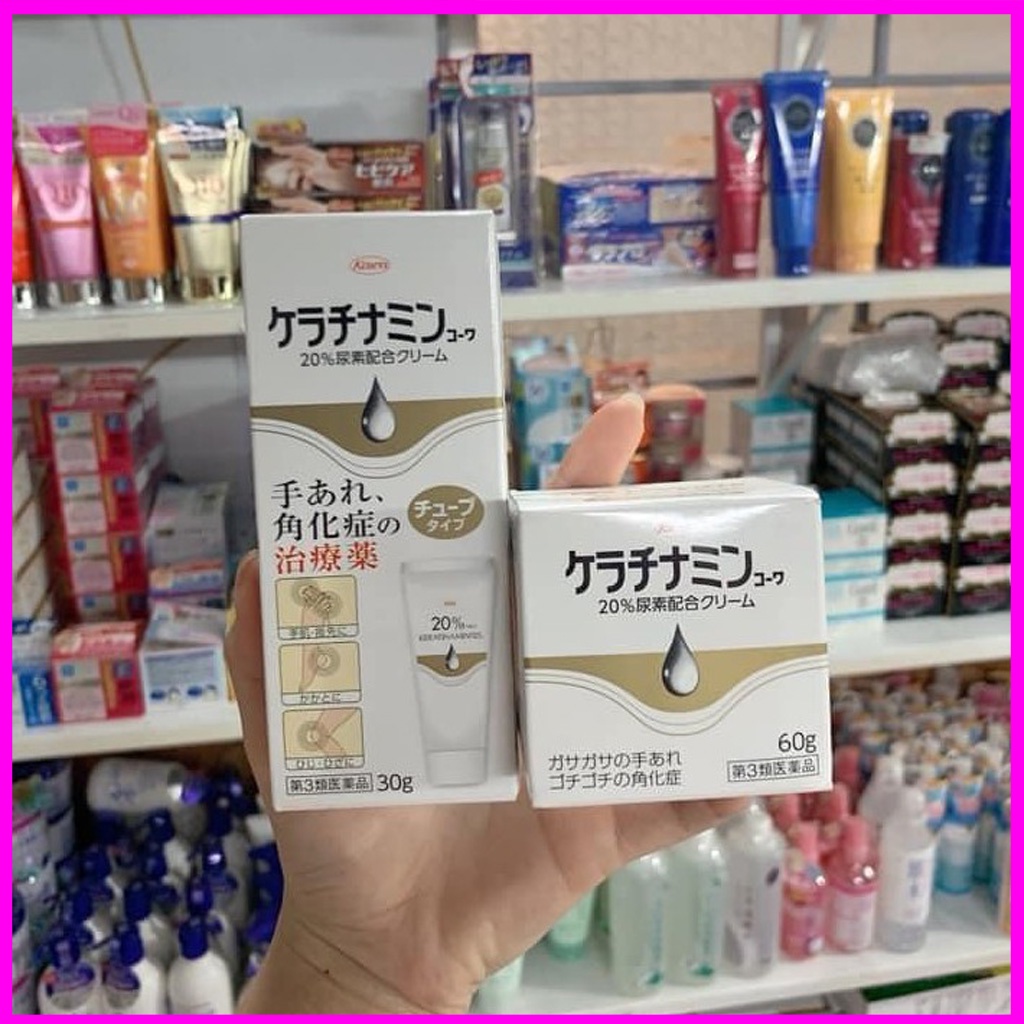 Kowa
ケラチナミンコーワ
20%尿素配合クリーム
手あれ、
角化症の
治療薬
チューブ
タイプ
20%
KERATINAMIN
手肌・指先に
かかとに
ひじ・ひざに
第3類医薬品
30g
ケラチナミンコーワ
20%尿素配合クリーム
60g
ガサガサの手あれ
ゴチゴチの角化症
第3類医薬品
ヒビケア